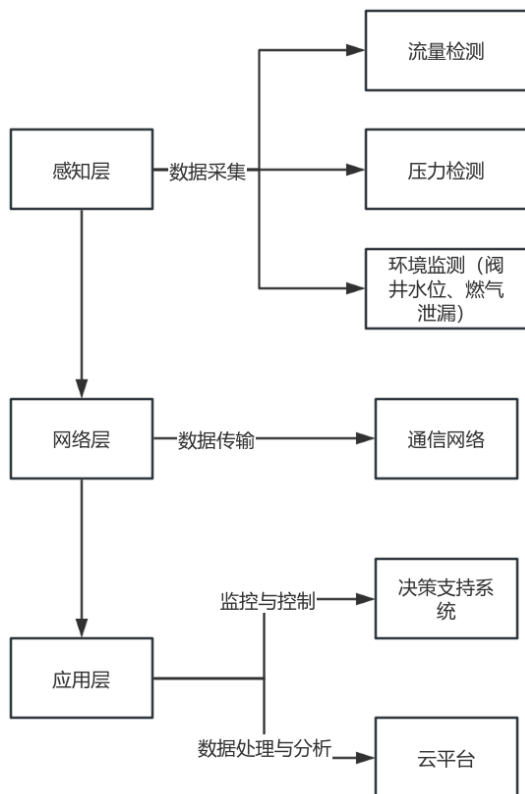 流量检测
感知层
数据采集
压力检测
环境监测（阀
井水位、燃气
泄漏）
网络层
数据传输
通信网络
监控与控制
决策支持系
统
应用层
数据处理与分析
云平台